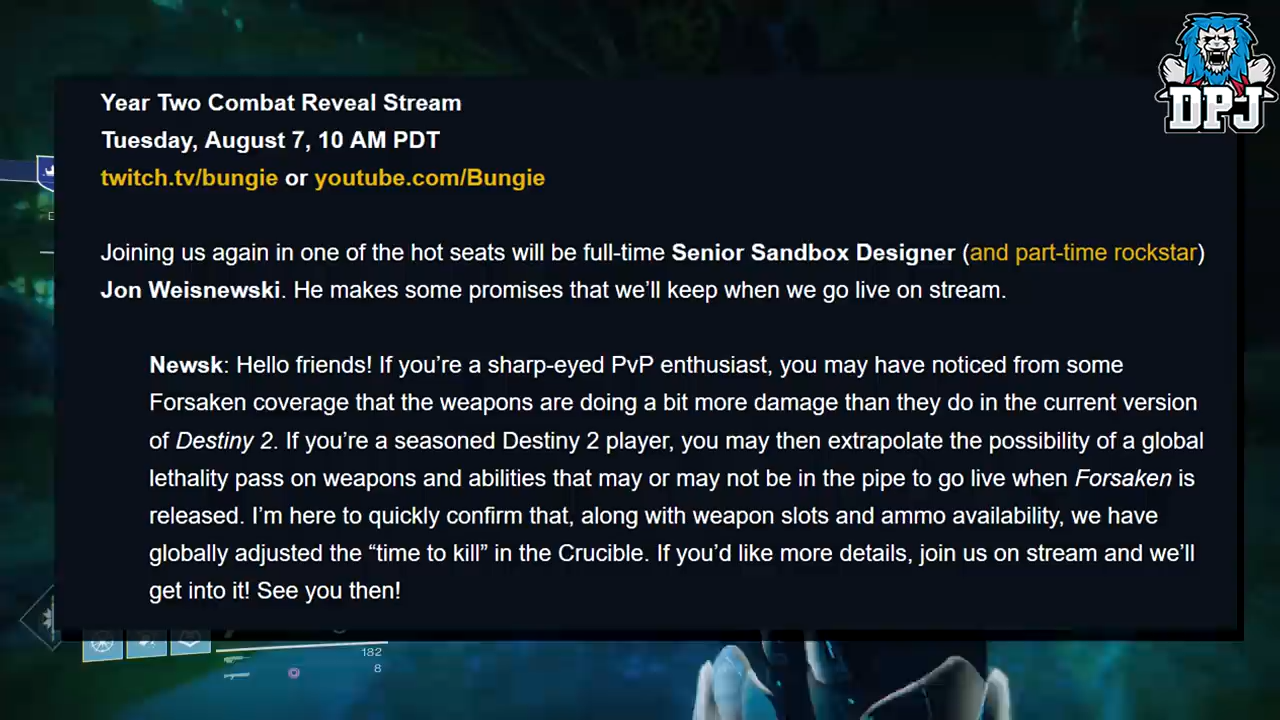 DPJ
Year Two Combat Reveal Stream
Tuesday, August 7, 10 AM PDT
twitch.tv/bungie or youtube.com/Bungie
Joining us again in one of the hot seats will be full-time Senior Sandbox Designer (and part-time rockstar)
Jon Weisnewski. He makes some promises that we’ll keep when we go live on stream.
Newsk: Hello friends! If you’re a sharp-eyed PvP enthusiast, you may have noticed from some
Forsaken coverage that the weapons are doing a bit more damage than they do in the current version
of Destiny 2. If you’re a seasoned Destiny 2 player, you may then extrapolate the possibility of a global
lethality pass on weapons and abilities that may or may not be in the pipe to go live when Forsaken is
released. I’m here to quickly confirm that, along with weapon slots and ammo availability, we have
globally adjusted the “time to kill” in the Crucible. If you’d like more details, join us on stream and we’ll
get into it! See you then!
182
8